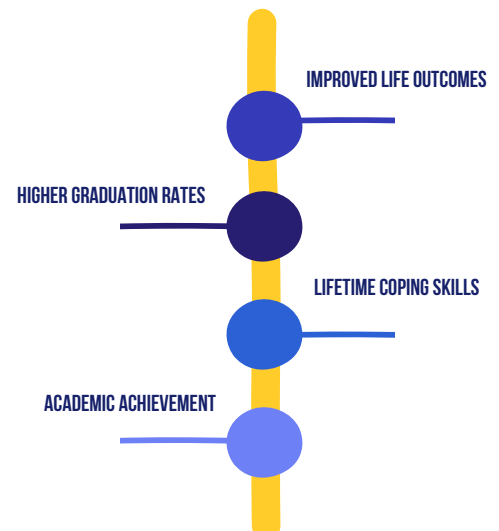 IMPROVED LIFE OUTCOMES
HIGHER GRADUATION RATES
LIFETIME COPING SKILLS
ACADEMIC ACHIEVEMENT